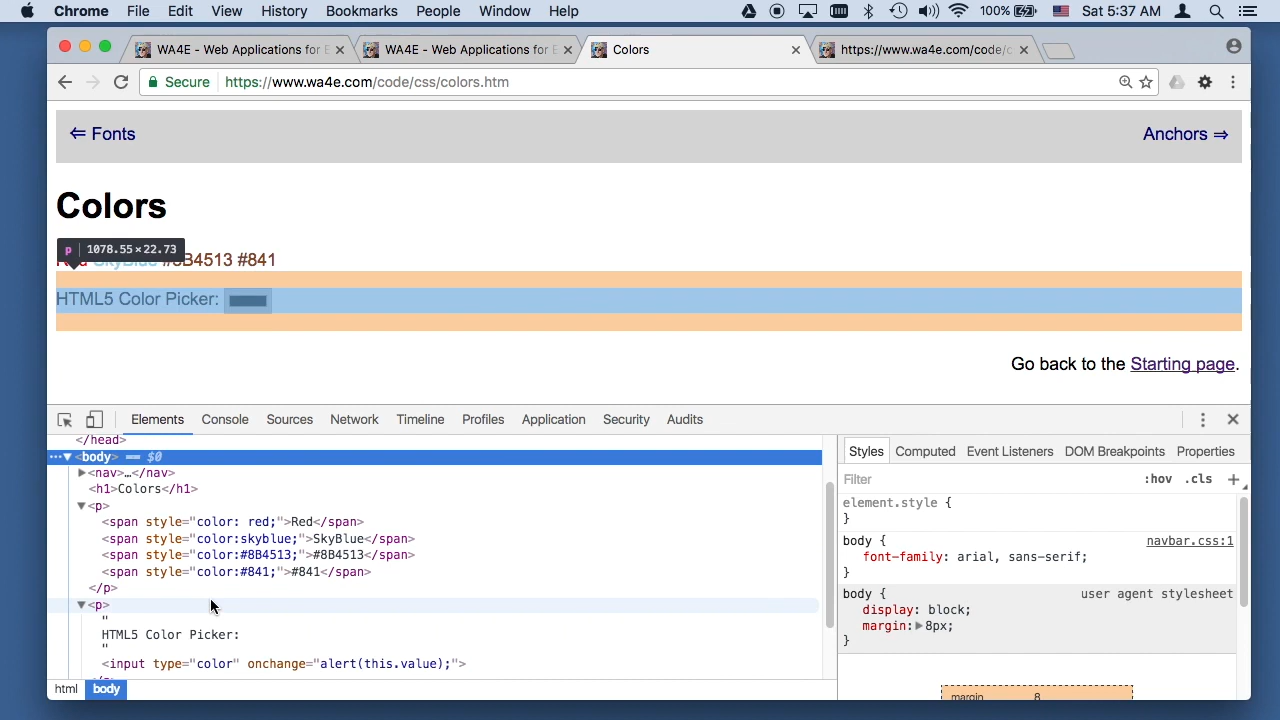 Chrome File Edit View History Bookmarks People Window Help 100% Sat 5:37 AM
WA4E - Web Applications for E WA4E - Web Applications for E Colors https://www.wa4e.com/code/c
Secure https://www.wa4e.com/code/css/colors.htm
⇐ Fonts Anchors ⇒
Colors
p 1078.55×22.73
Red SkyBlue #8B4513 #841
HTML5 Color Picker:
Go back to the Starting page.
Elements Console Sources Network Timeline Profiles Application Security Audits
</head>
…▼<body> == $0
▶<nav>…</nav>
<h1>Colors</h1>
▼<p>
<span style="color: red;">Red</span>
<span style="color:skyblue;">SkyBlue</span>
<span style="color:#8B4513;">#8B4513</span>
<span style="color:#841;">#841</span>
</p>
▼<p>
"
HTML5 Color Picker:
"
<input type="color" onchange="alert(this.value);">
html body
Styles Computed Event Listeners DOM Breakpoints Properties
Filter :hov .cls +
element.style {
}
body { navbar.css:1
font-family: arial, sans-serif;
}
body { user agent stylesheet
display: block;
margin:▶8px;
}
margin 8